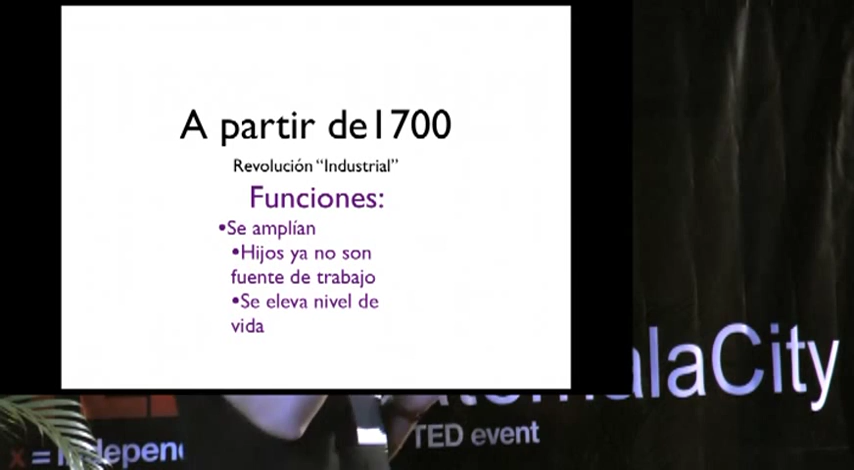 A partir de1700
Revolución “Industrial”
Funciones:
•Se amplían
•Hijos ya no son
fuente de trabajo
•Se eleva nivel de
vida
City
x = 
TED event